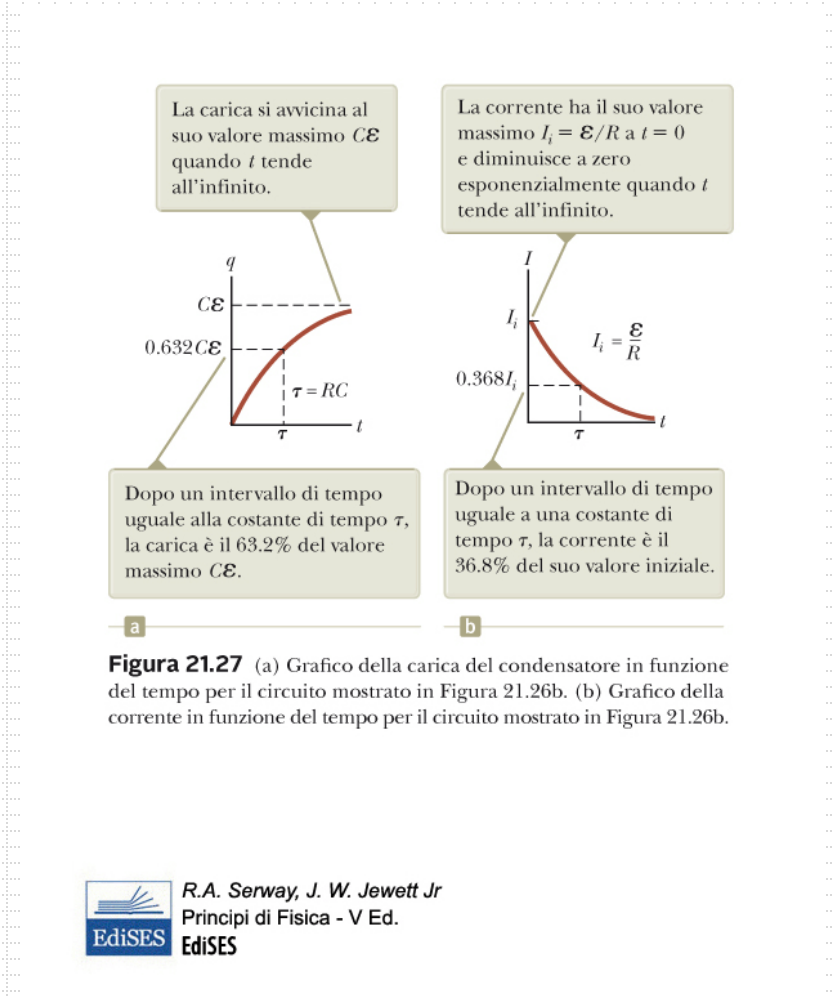 La carica si avvicina al
suo valore massimo Cℰ
quando t tende
all'infinito.
La corrente ha il suo valore
massimo Iᵢ = ℰ/R a t = 0
e diminuisce a zero
esponenzialmente quando t
tende all'infinito.
q
Cℰ
0.632Cℰ
τ = RC
τ
t
I
Iᵢ
Iᵢ = ℰ/R
0.368Iᵢ
τ
t
Dopo un intervallo di tempo
uguale alla costante di tempo τ,
la carica è il 63.2% del valore
massimo Cℰ.
Dopo un intervallo di tempo
uguale a una costante di
tempo τ, la corrente è il
36.8% del suo valore iniziale.
a
b
Figura 21.27 (a) Grafico della carica del condensatore in funzione
del tempo per il circuito mostrato in Figura 21.26b. (b) Grafico della
corrente in funzione del tempo per il circuito mostrato in Figura 21.26b.
EdiSES
R.A. Serway, J. W. Jewett Jr
Principi di Fisica - V Ed.
EdiSES